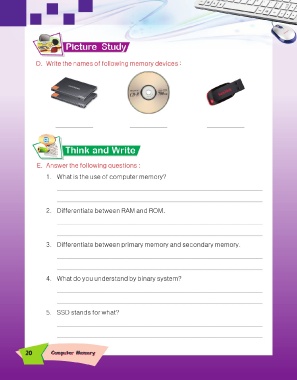 Picture Study
D. Write the names of following memory devices :
Think and Write
E. Answer the following questions :
1. What is the use of computer memory?
2. Differentiate between RAM and ROM.
3. Differentiate between primary memory and secondary memory.
4. What do you understand by binary system?
5. SSD stands for what?
20 Computer Memory